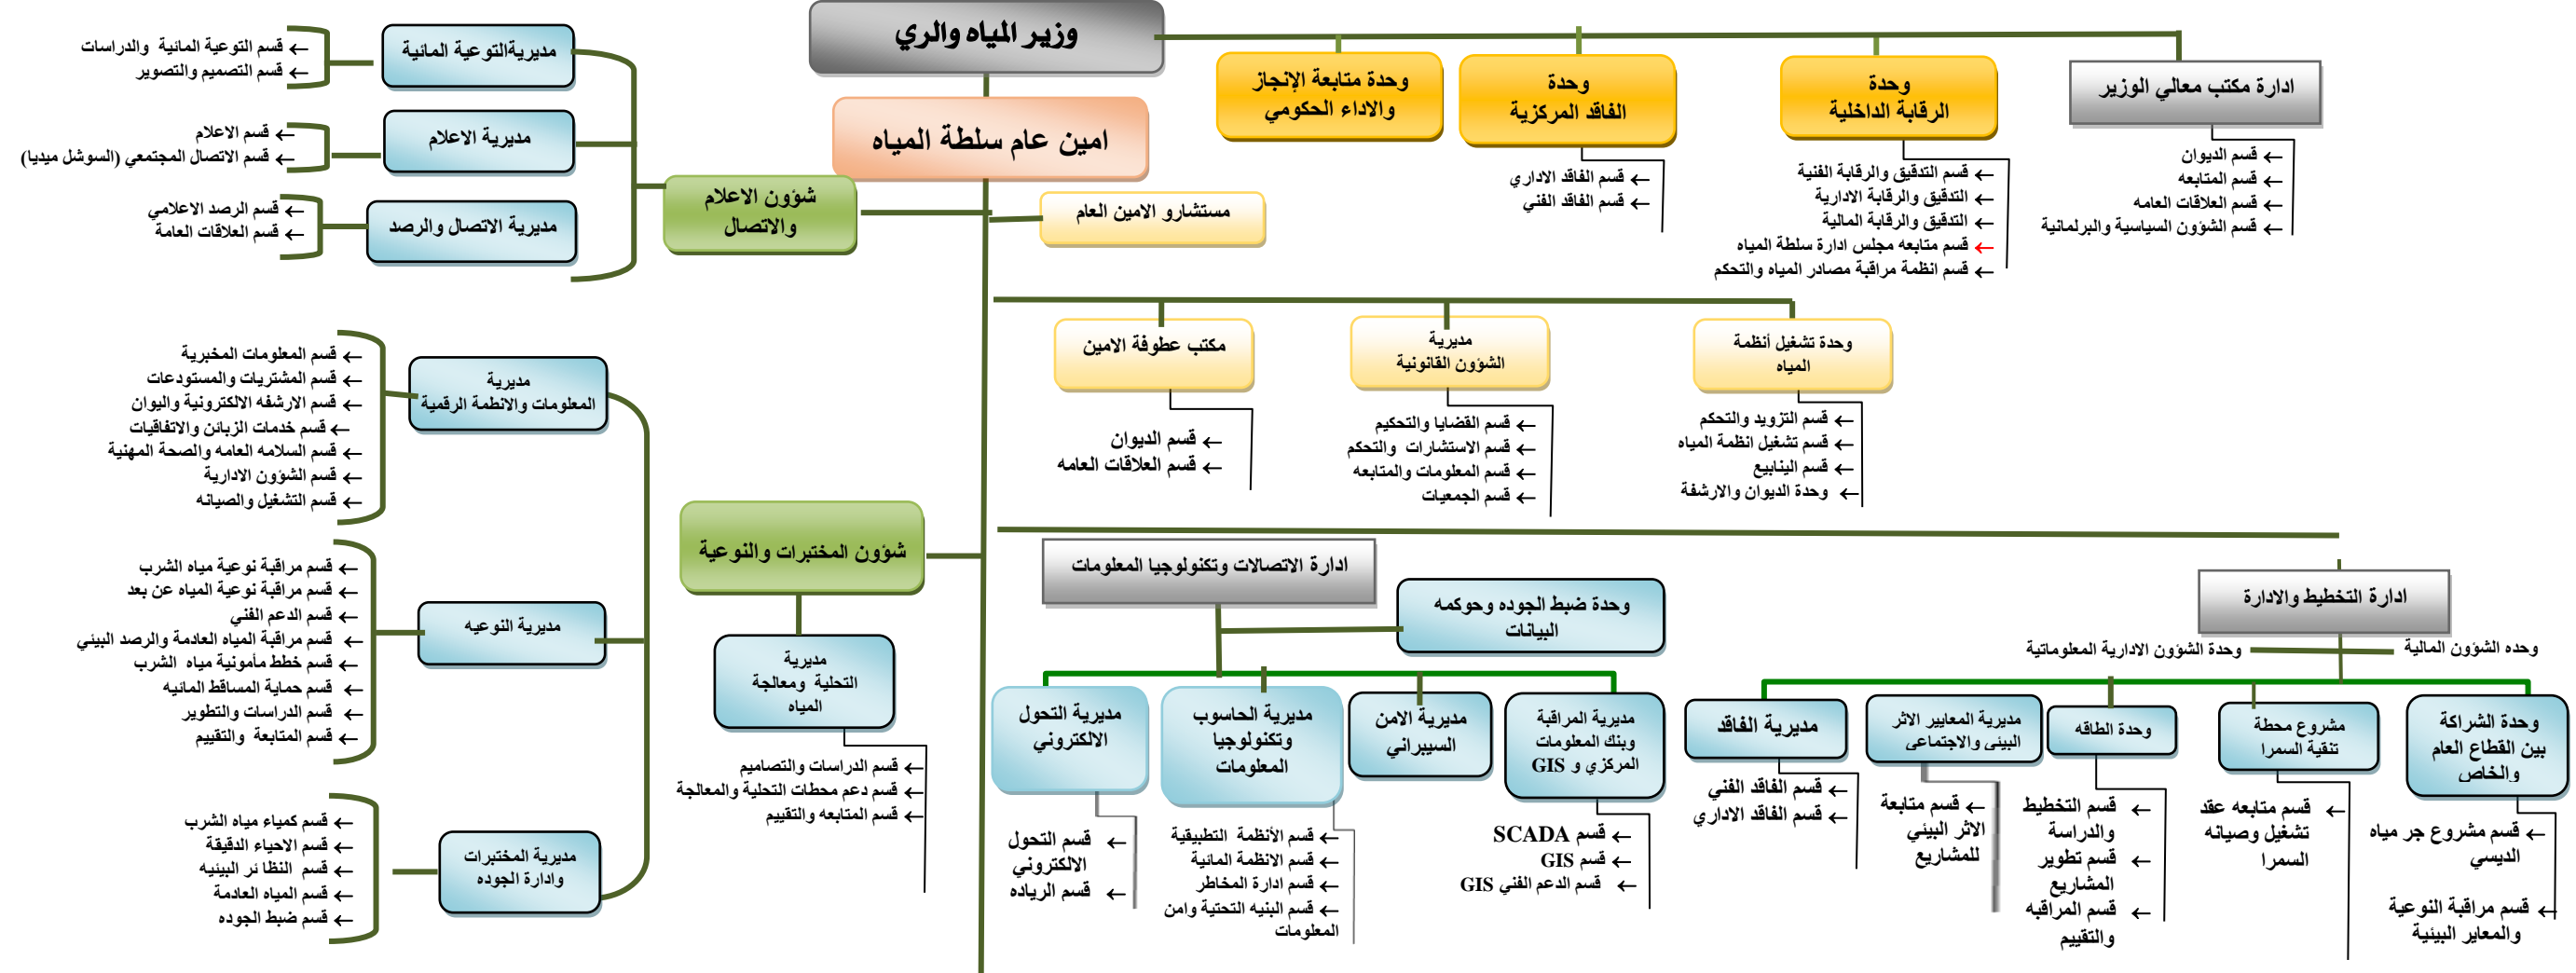 وزير المياه والري
امين عام سلطة المياه
مستشارو الامين العام
ادارة مكتب معالي الوزير
← قسم الديوان
← قسم المتابعه
← قسم العلاقات العامه
← قسم الشؤون السياسية والبرلمانية
وحدة
الرقابة الداخلية
← قسم التدقيق والرقابة الفنية
← التدقيق والرقابة الادارية
← التدقيق والرقابة المالية
← قسم متابعه مجلس ادارة سلطة المياه
← قسم انظمة مراقبة مصادر المياه والتحكم
وحدة
الفاقد المركزية
← قسم الفاقد الاداري
← قسم الفاقد الفني
وحدة متابعة الإنجاز
والاداء الحكومي
شؤون الاعلام
والاتصال
مديريةالتوعية المائية
← قسم التوعية المائية والدراسات
← قسم التصميم والتصوير
مديرية الاعلام
← قسم الاعلام
← قسم الاتصال المجتمعي (السوشل ميديا)
مديرية الاتصال والرصد
← قسم الرصد الاعلامي
← قسم العلاقات العامة
وحدة تشغيل أنظمة
المياه
← قسم التزويد والتحكم
← قسم تشغيل انظمة المياه
← قسم الينابيع
← وحدة الديوان والارشفة
مديرية
الشؤون القانونية
← قسم القضايا والتحكيم
← قسم الاستشارات والتحكم
← قسم المعلومات والمتابعه
← قسم الجمعيات
مكتب عطوفة الامين
← قسم الديوان
← قسم العلاقات العامه
شؤون المختبرات والنوعية
مديرية
المعلومات والانظمة الرقمية
← قسم المعلومات المخبرية
← قسم المشتريات والمستودعات
← قسم الارشفه الالكترونية واليوان
← قسم خدمات الزبائن والاتفاقيات
← قسم السلامه العامه والصحة المهنية
← قسم الشؤون الادارية
← قسم التشغيل والصيانه
مديرية النوعيه
← قسم مراقبة نوعية مياه الشرب
← قسم مراقبة نوعية المياه عن بعد
← قسم الدعم الفني
← قسم مراقبة المياه العادمة والرصد البيئي
← قسم خطط مأمونية مياه الشرب
← قسم حماية المساقط المائيه
← قسم الدراسات والتطوير
← قسم المتابعة والتقييم
مديرية المختبرات
وادارة الجوده
← قسم كمياء مياه الشرب
← قسم الاحياء الدقيقة
← قسم النظا ئر البيئيه
← قسم المياه العادمة
← قسم ضبط الجوده
مديرية
التحلية ومعالجة
المياه
← قسم الدراسات والتصاميم
← قسم دعم محطات التحلية والمعالجة
← قسم المتابعه والتقييم
ادارة التخطيط والادارة
وحده الشؤون المالية
وحدة الشؤون الادارية المعلوماتية
وحدة الشراكة
بين القطاع العام
والخاص
← قسم مشروع جر مياه
الديسي
← قسم مراقبة النوعية
والمعاير البيئية
مشروع محطة
تنقية السمرا
← قسم متابعه عقد
تشغيل وصيانه
السمرا
وحدة الطاقه
← قسم التخطيط
والدراسة
← قسم تطوير
المشاريع
← قسم المراقبه
والتقييم
مديرية المعايير الاثر
البيئي والاجتماعي
← قسم متابعة
الاثر البيئي
للمشاريع
مديرية الفاقد
← قسم الفاقد الفني
← قسم الفاقد الاداري
ادارة الاتصالات وتكنولوجيا المعلومات
وحدة ضبط الجوده وحوكمه
البيانات
مديرية المراقبة
وبنك المعلومات
المركزي و GIS
← قسم SCADA
← قسم GIS
← قسم الدعم الفني GIS
مديرية الامن
السيبراني
مديرية الحاسوب
وتكنولوجيا
المعلومات
← قسم الأنظمة التطبيقية
← قسم الانظمة المائية
← قسم ادارة المخاطر
← قسم البنيه التحتية وامن
المعلومات
مديرية التحول
الالكتروني
← قسم التحول
الالكتروني
← قسم الرياده